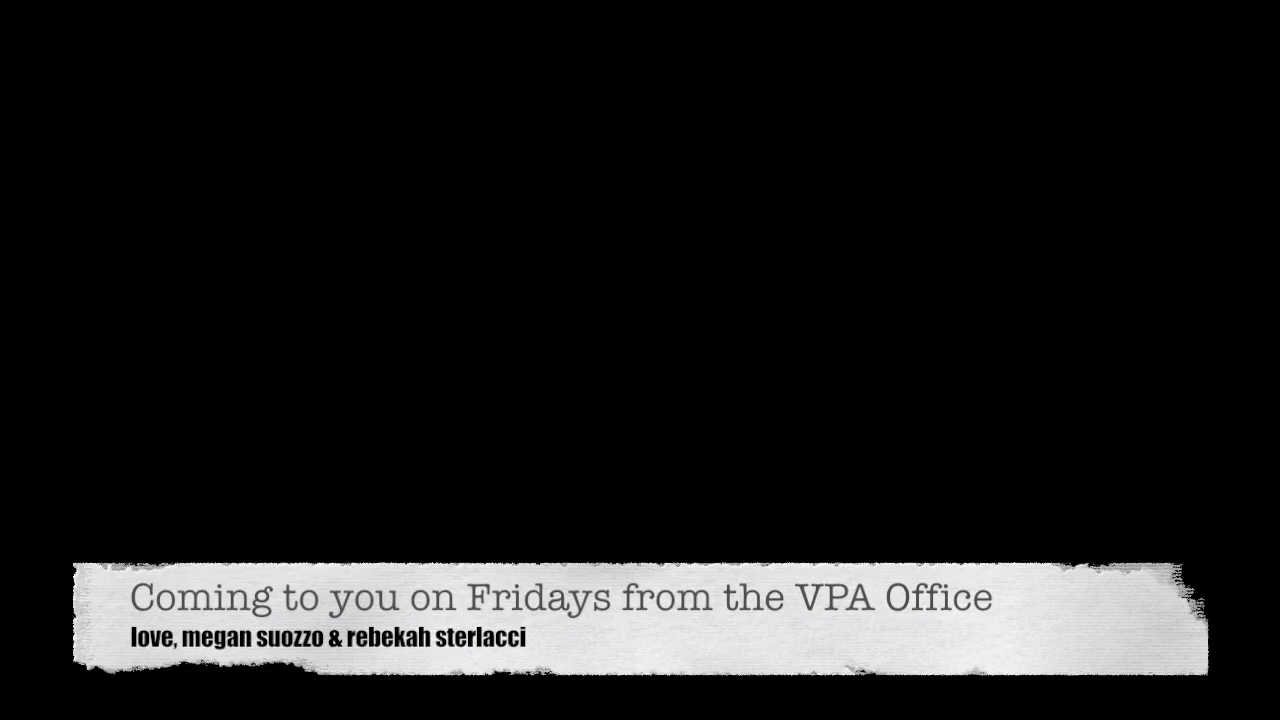 Coming to you on Fridays from the VPA Office
love, megan suozzo & rebekah sterlacci